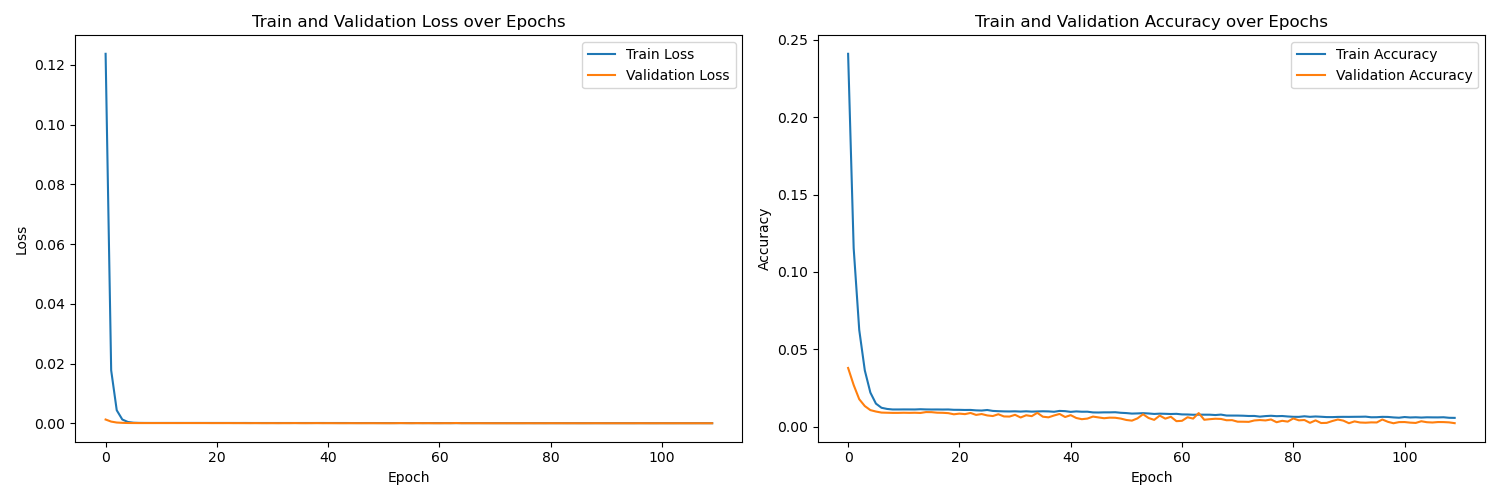 Train and Validation Loss over Epochs
Train Loss
Validation Loss
0.12
0.10
0.08
0.06
0.04
0.02
0.00
Loss
0 20 40 60 80 100
Epoch
Train and Validation Accuracy over Epochs
Train Accuracy
Validation Accuracy
0.25
0.20
0.15
0.10
0.05
0.00
Accuracy
0 20 40 60 80 100
Epoch